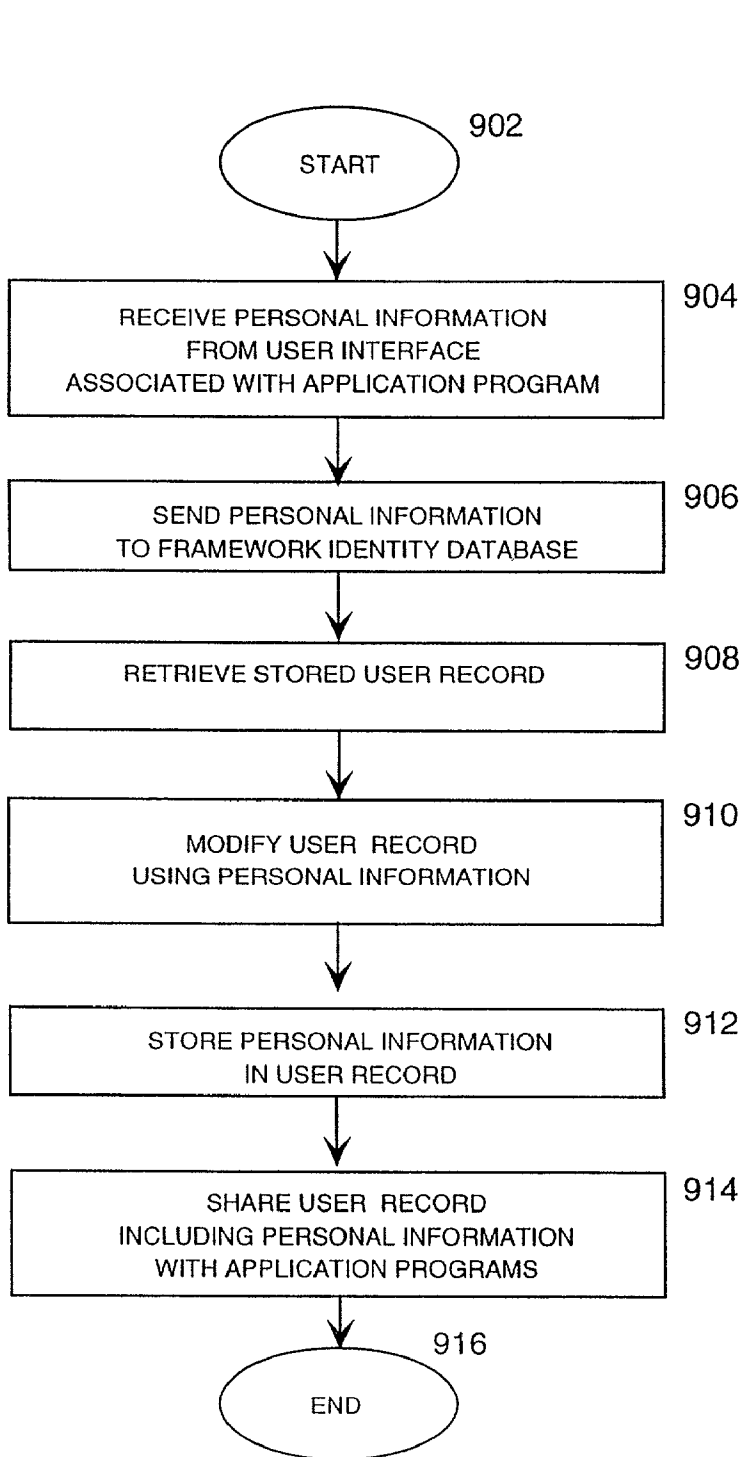 902
START
904
RECEIVE PERSONAL INFORMATION
FROM USER INTERFACE
ASSOCIATED WITH APPLICATION PROGRAM
906
SEND PERSONAL INFORMATION
TO FRAMEWORK IDENTITY DATABASE
908
RETRIEVE STORED USER RECORD
910
MODIFY USER RECORD
USING PERSONAL INFORMATION
912
STORE PERSONAL INFORMATION
IN USER RECORD
914
SHARE USER RECORD
INCLUDING PERSONAL INFORMATION
WITH APPLICATION PROGRAMS
916
END